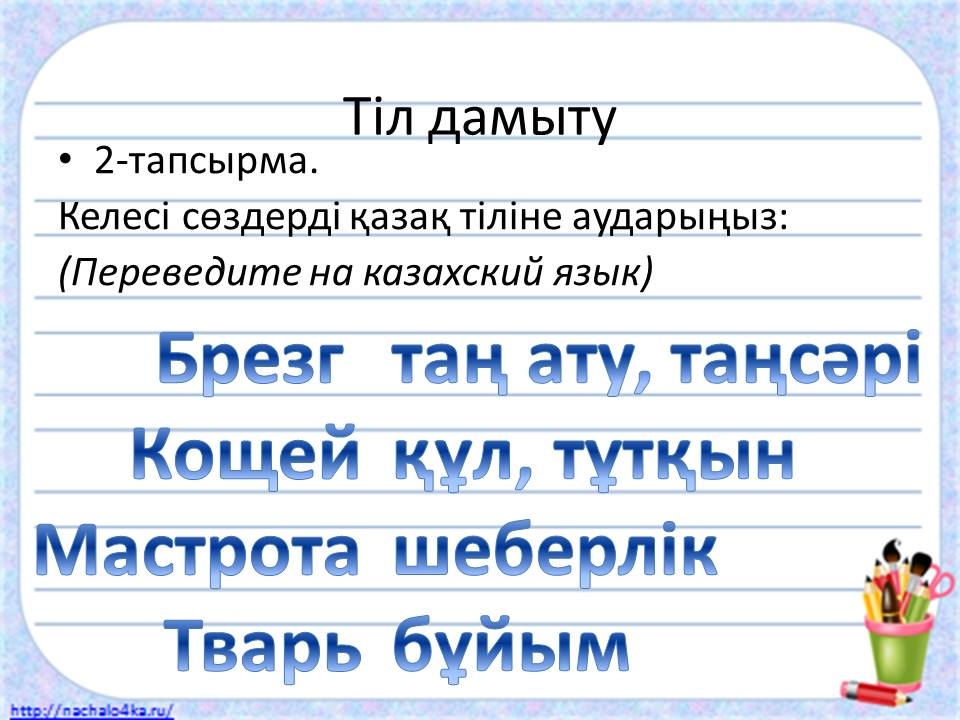 Тіл дамыту
• 2-тапсырма.
Келесі сөздерді қазақ тіліне аударыңыз:
(Переведите на казахский язык)
Брезг таң ату, таңсәрі
Кощей құл, тұтқын
Мастрота шеберлік
Тварь бұйым
http://nachalo4ka.ru/